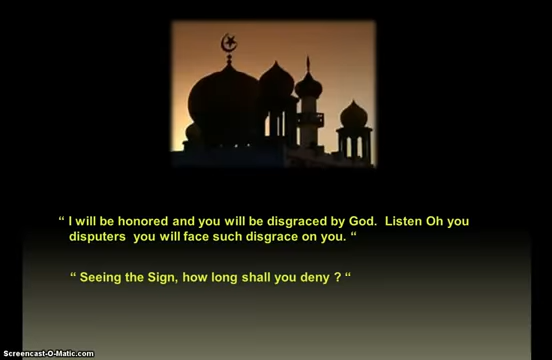 “ I will be honored and you will be disgraced by God.  Listen Oh you
disputers  you will face such disgrace on you. “
“ Seeing the Sign, how long shall you deny ? “
Screencast-O-Matic.com